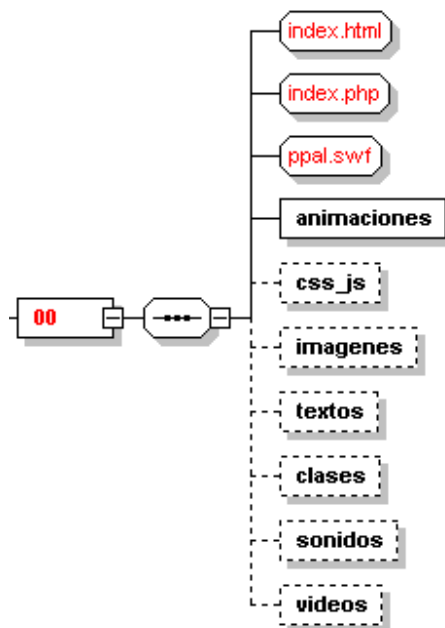 index.html
index.php
ppal.swf
animaciones
css_js
00
imagenes
textos
clases
sonidos
videos